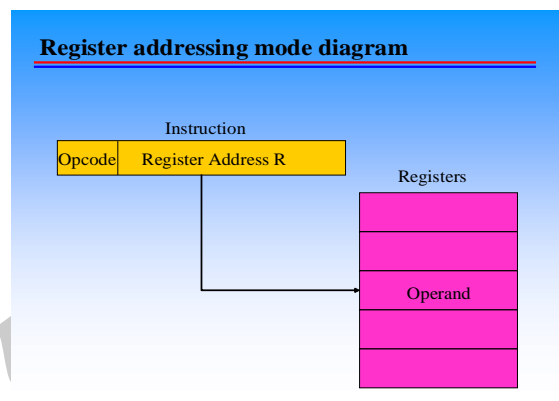 Register addressing mode diagram
Instruction
Opcode Register Address R
Registers
Operand